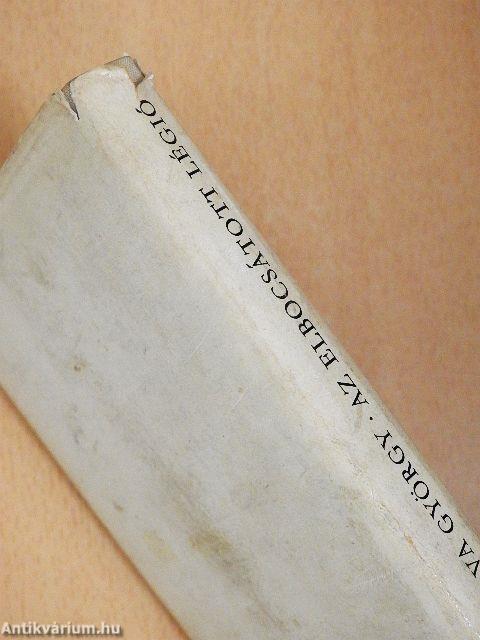 VA GYÖRGY · AZ ELBOCSÁTOTT LÉGIÓ
Antikvárium.hu